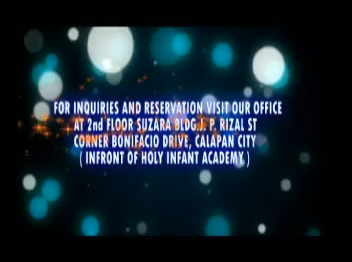 FOR INQUIRIES AND RESERVATION VISIT OUR OFFICE
AT 2nd FLOOR SUZARA BLDG.J. P. RIZAL ST
CORNER BONIFACIO DRIVE, CALAPAN CITY
( INFRONT OF HOLY INFANT ACADEMY )